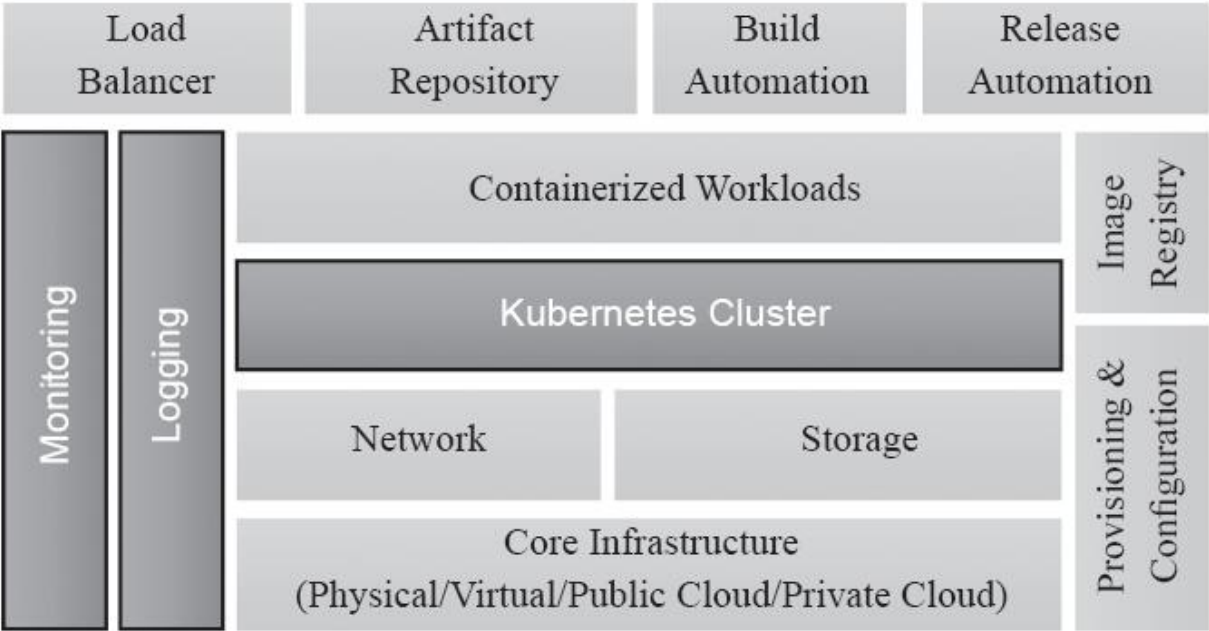 Load
Balancer
Artifact
Repository
Build
Automation
Release
Automation
Monitoring
Logging
Containerized Workloads
Kubernetes Cluster
Network
Storage
Core Infrastructure
(Physical/Virtual/Public Cloud/Private Cloud)
Image
Registry
Provisioning &
Configuration